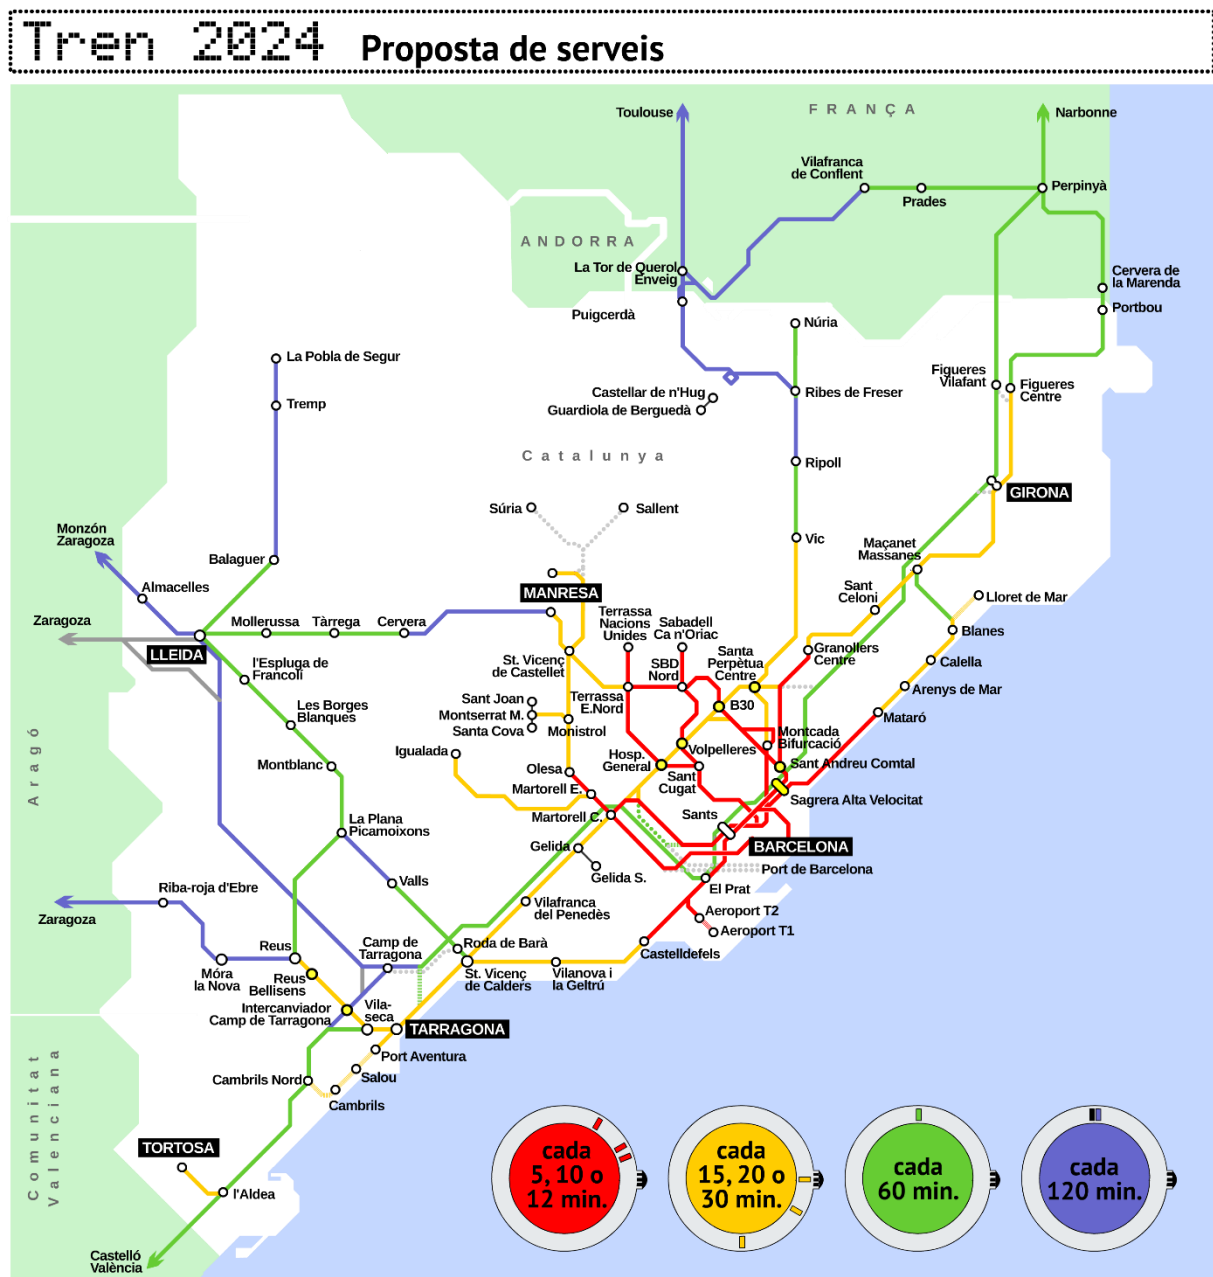 Tren 2024 Proposta de serveis
Toulouse
FRANÇA
Narbonne
Vilafranca
de Conflent
Prades
Perpinyà
ANDORRA
La Tor de Querol
Enveig
Cervera de
la Marenda
Portbou
Puigcerdà
Núria
La Pobla de Segur
Tremp
Figueres
Vilafant
Figueres
Centre
Castellar de n'Hug
Guardiola de Berguedà
Ribes de Freser
Catalunya
Ripoll
GIRONA
Súria
Sallent
Monzón
Zaragoza
Vic
Maçanet
Massanes
Balaguer
Almacelles
MANRESA
Sant
Celoni
Lloret de Mar
Zaragoza
Mollerussa
Tàrrega
Cervera
Terrassa
Nacions
Unides
Sabadell
Ca n'Oriac
Blanes
LLEIDA
St. Vicenç
de Castellet
SBD
Nord
Santa
Perpètua
Centre
Granollers
Centre
Calella
l'Espluga de
Francolí
Sant Joan
Montserrat M.
Santa Cova
Terrassa
E.Nord
B30
Arenys de Mar
Les Borges
Blanques
Monistrol
Mataró
Montcada
Bifurcació
Igualada
Hosp.
General
Volpelleres
Aragó
Montblanc
Olesa
Sant
Cugat
Sant Andreu Comtal
Martorell E.
Sagrera Alta Velocitat
Martorell C.
Sants
La Plana
Picamoixons
BARCELONA
Gelida
Port de Barcelona
Gelida S.
Valls
El Prat
Riba-roja d'Ebre
Zaragoza
Vilafranca
del Penedès
Aeroport T2
Aeroport T1
Reus
Camp de
Tarragona
Roda de Barà
Castelldefels
Móra
la Nova
Reus
Bellisens
St. Vicenç
de Calders
Vilanova i
la Geltrú
Intercanviador
Camp de Tarragona
Vila-
seca
TARRAGONA
Port Aventura
Cambrils Nord
Salou
Cambrils
Comunitat
Valenciana
TORTOSA
l'Aldea
Castelló
València
cada
5, 10 o
12 min.
cada
15, 20 o
30 min.
cada
60 min.
cada
120 min.